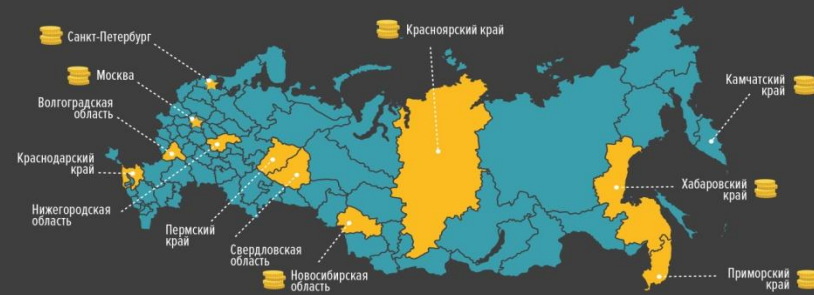 Санкт-Петербург
Москва
Волгоградская
область
Краснодарский
край
Нижегородская
область
Пермский
край
Свердловская
область
Новосибирская
область
Красноярский край
Камчатский
край
Хабаровский
край
Приморский
край